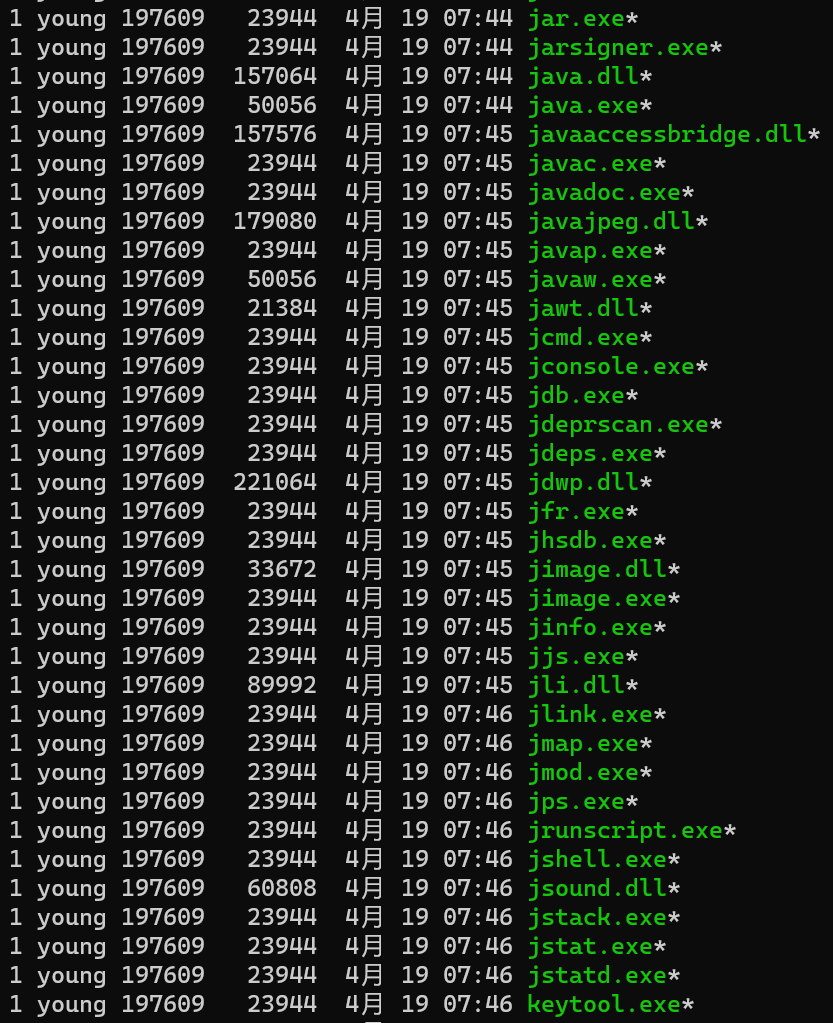 1 young 197609   23944  4月 19 07:44 jar.exe*
1 young 197609   23944  4月 19 07:44 jarsigner.exe*
1 young 197609  157064  4月 19 07:44 java.dll*
1 young 197609   50056  4月 19 07:44 java.exe*
1 young 197609  157576  4月 19 07:45 javaaccessbridge.dll*
1 young 197609   23944  4月 19 07:45 javac.exe*
1 young 197609   23944  4月 19 07:45 javadoc.exe*
1 young 197609  179080  4月 19 07:45 javajpeg.dll*
1 young 197609   23944  4月 19 07:45 javap.exe*
1 young 197609   50056  4月 19 07:45 javaw.exe*
1 young 197609   21384  4月 19 07:45 jawt.dll*
1 young 197609   23944  4月 19 07:45 jcmd.exe*
1 young 197609   23944  4月 19 07:45 jconsole.exe*
1 young 197609   23944  4月 19 07:45 jdb.exe*
1 young 197609   23944  4月 19 07:45 jdeprscan.exe*
1 young 197609   23944  4月 19 07:45 jdeps.exe*
1 young 197609  221064  4月 19 07:45 jdwp.dll*
1 young 197609   23944  4月 19 07:45 jfr.exe*
1 young 197609   23944  4月 19 07:45 jhsdb.exe*
1 young 197609   33672  4月 19 07:45 jimage.dll*
1 young 197609   23944  4月 19 07:45 jimage.exe*
1 young 197609   23944  4月 19 07:45 jinfo.exe*
1 young 197609   23944  4月 19 07:45 jjs.exe*
1 young 197609   89992  4月 19 07:45 jli.dll*
1 young 197609   23944  4月 19 07:46 jlink.exe*
1 young 197609   23944  4月 19 07:46 jmap.exe*
1 young 197609   23944  4月 19 07:46 jmod.exe*
1 young 197609   23944  4月 19 07:46 jps.exe*
1 young 197609   23944  4月 19 07:46 jrunscript.exe*
1 young 197609   23944  4月 19 07:46 jshell.exe*
1 young 197609   60808  4月 19 07:46 jsound.dll*
1 young 197609   23944  4月 19 07:46 jstack.exe*
1 young 197609   23944  4月 19 07:46 jstat.exe*
1 young 197609   23944  4月 19 07:46 jstatd.exe*
1 young 197609   23944  4月 19 07:46 keytool.exe*